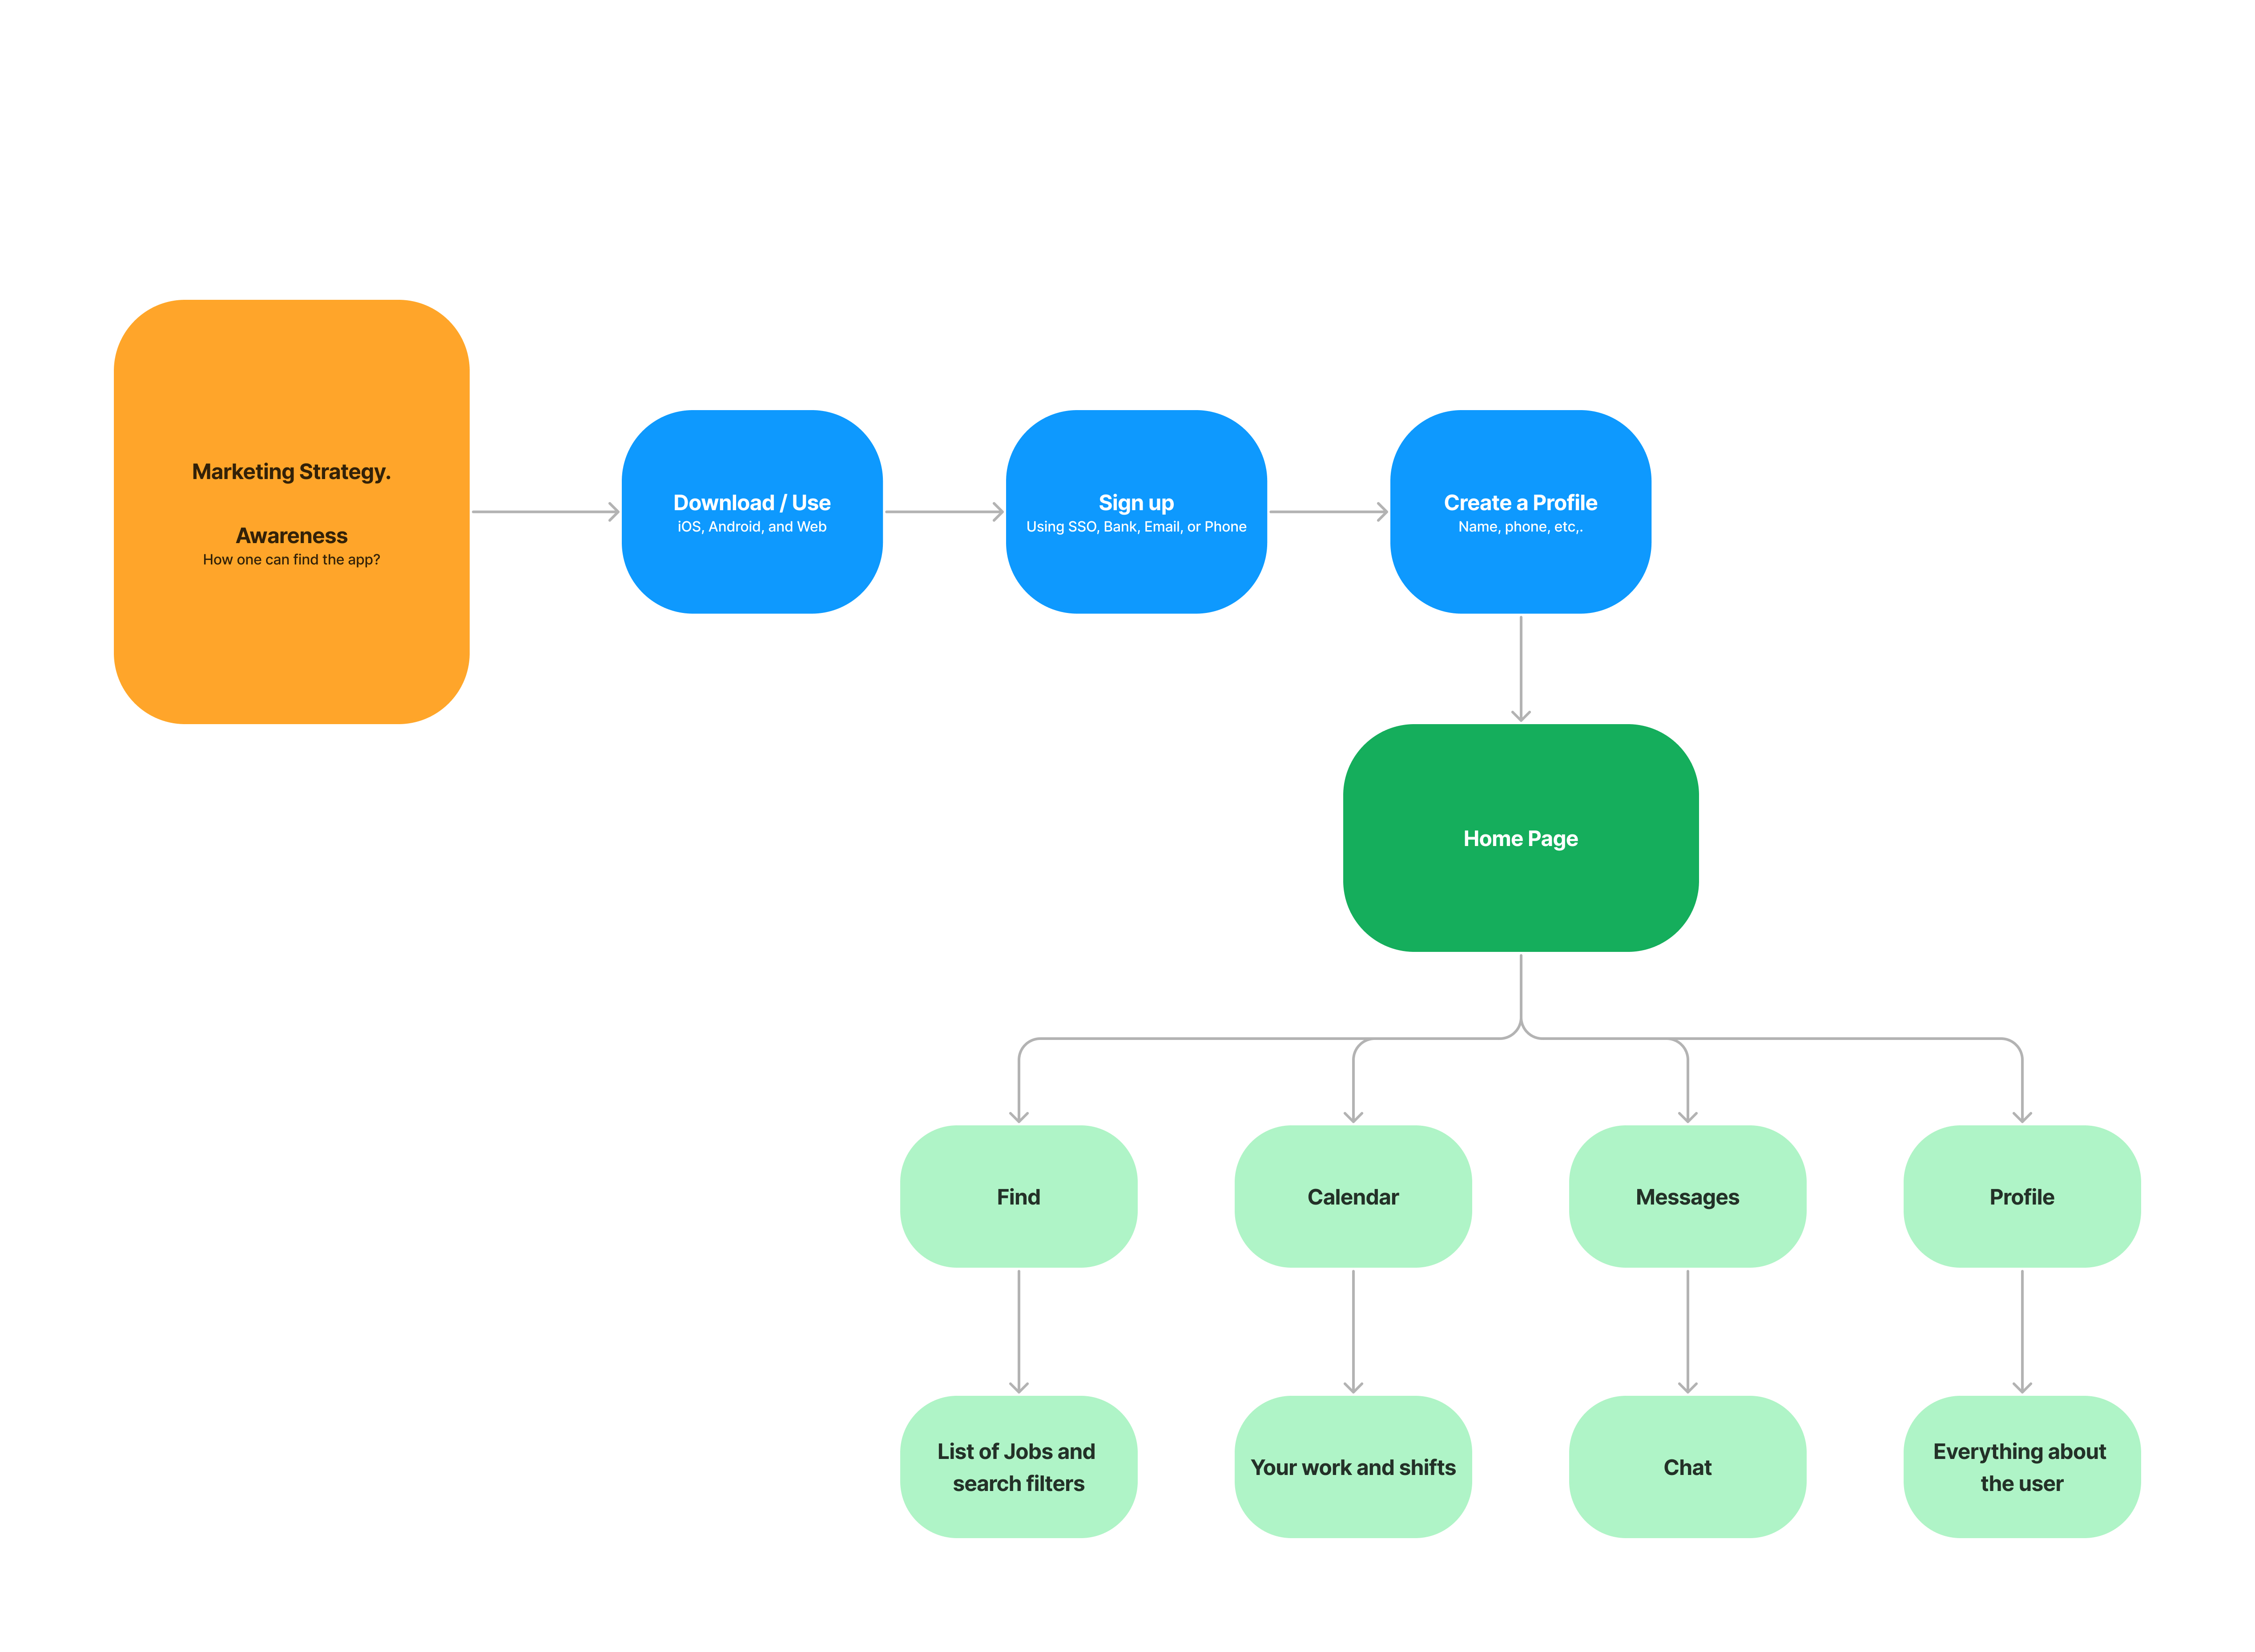 Marketing Strategy.
Awareness
How one can find the app?
Download / Use
iOS, Android, and Web
Sign up
Using SSO, Bank, Email, or Phone
Create a Profile
Name, phone, etc,.
Home Page
Find
Calendar
Messages
Profile
List of Jobs and
search filters
Your work and shifts
Chat
Everything about
the user